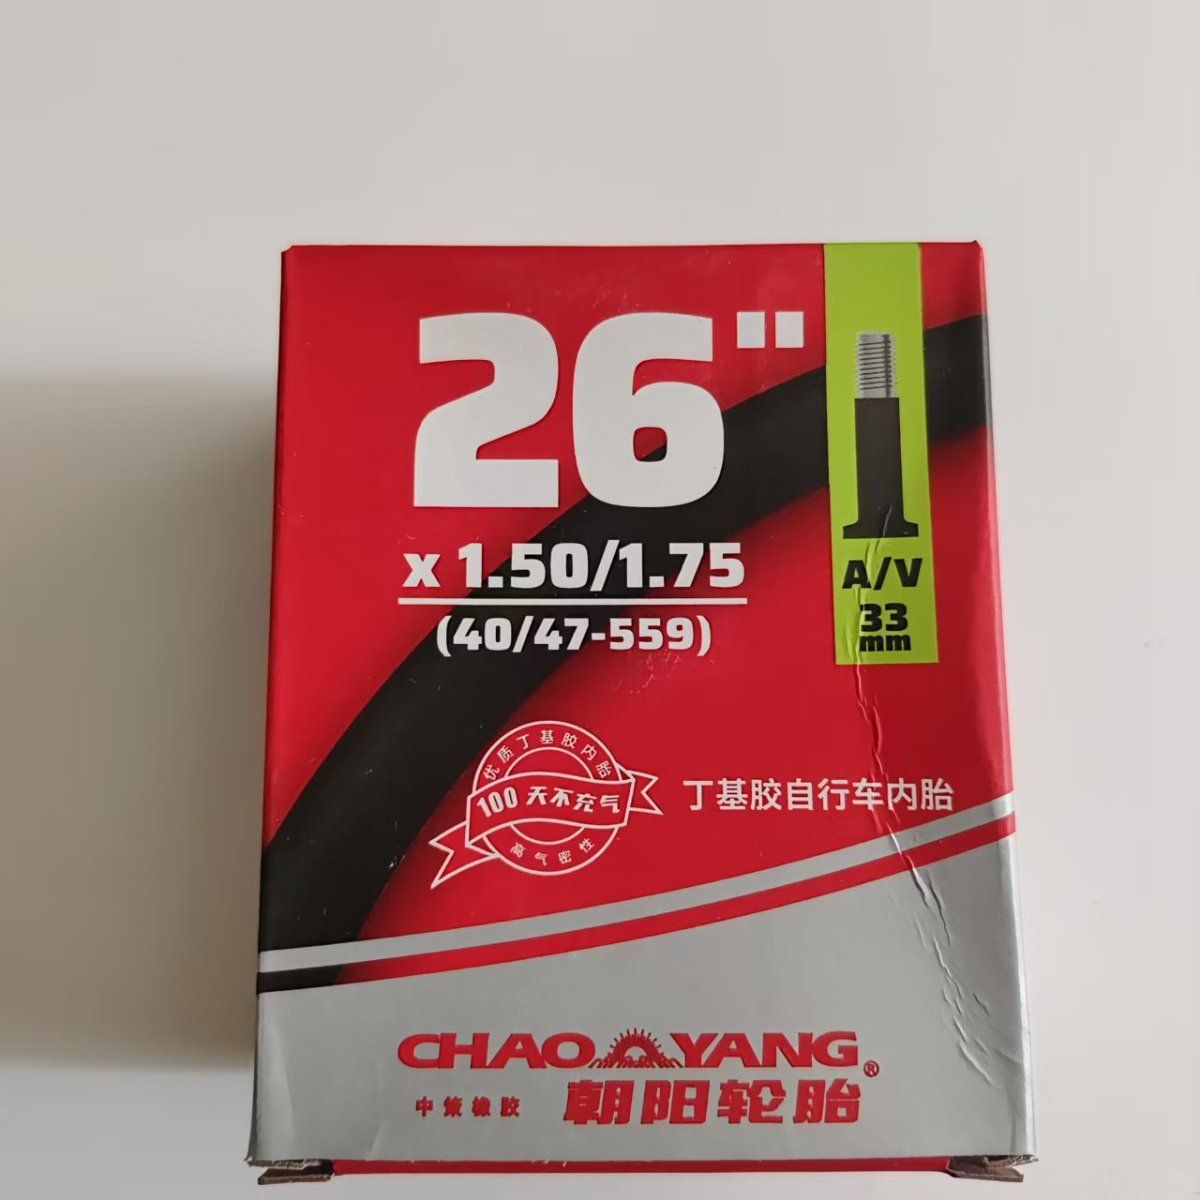 26"
x 1.50/1.75
(40/47-559)
A/V
33
mm
优质丁基胶内胎
100 天不充气
高气密性
丁基胶自行车内胎
CHAO YANG®
中策橡胶
朝阳轮胎